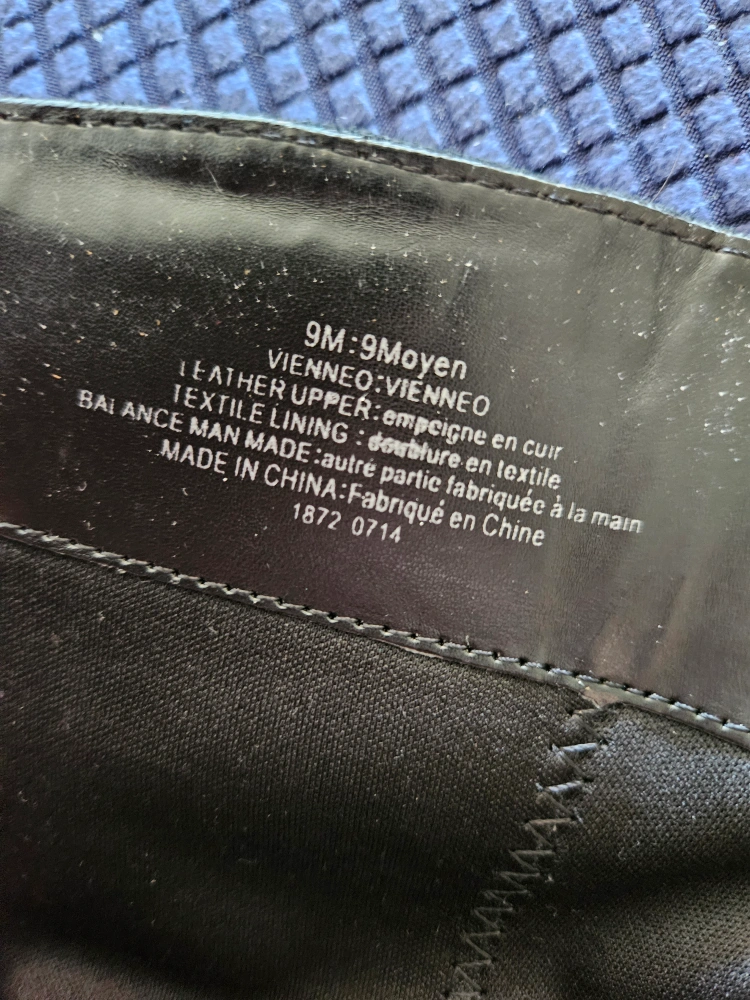 9M:9Moyen
VIENNEO:VIENNEO
LEATHER UPPER:empeigne en cuir
TEXTILE LINING : doublure en textile
BALANCE MAN MADE:autre partie fabriquée à la main
MADE IN CHINA:Fabriqué en Chine
1872 0714